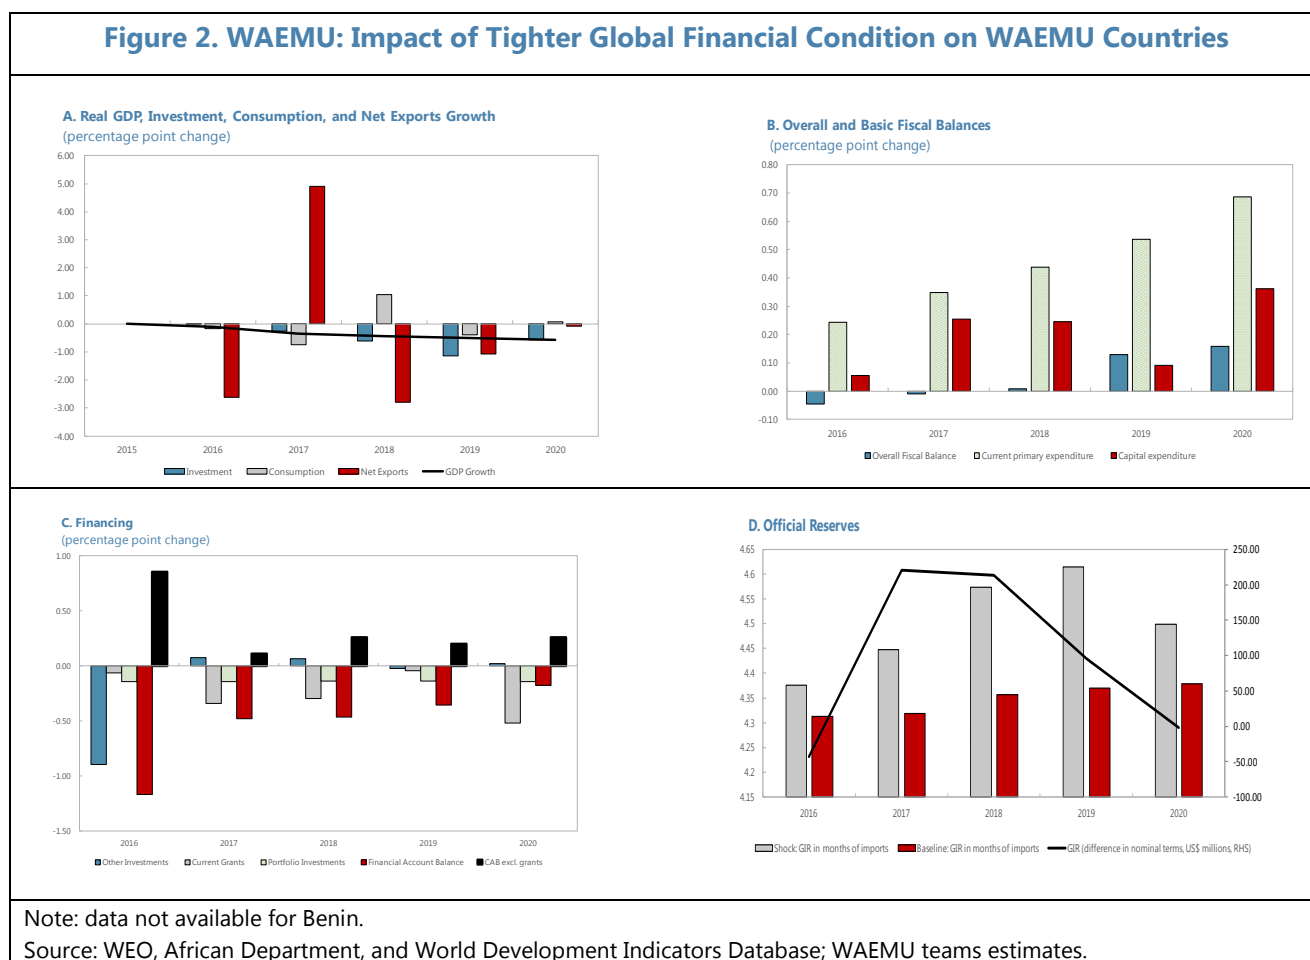 Figure 2. WAEMU: Impact of Tighter Global Financial Condition on WAEMU Countries
A. Real GDP, Investment, Consumption, and Net Exports Growth
(percentage point change)
6.00
5.00
4.00
3.00
2.00
1.00
0.00
-1.00
-2.00
-3.00
-4.00
2015 2016 2017 2018 2019 2020
Investment Consumption Net Exports GDP Growth
B. Overall and Basic Fiscal Balances
(percentage point change)
0.80
0.70
0.60
0.50
0.40
0.30
0.20
0.10
0.00
-0.10
2016 2017 2018 2019 2020
Overall Fiscal Balance Current primary expenditure Capital expenditure
C. Financing
(percentage point change)
1.00
0.50
0.00
-0.50
-1.00
-1.50
2016 2017 2018 2019 2020
Other Investments Current Grants Portfolio Investments Financial Account Balance CAB excl. grants
D. Official Reserves
4.65 250.00
4.6 200.00
4.55 150.00
4.5
4.45 100.00
4.4 50.00
4.35
4.3 0.00
4.25 -50.00
4.2
4.15 -100.00
2016 2017 2018 2019 2020
Shock: GIR in months of imports Baseline: GIR in months of imports GIR (difference in nominal terms, US$ millions, RHS)
Note: data not available for Benin.
Source: WEO, African Department, and World Development Indicators Database; WAEMU teams estimates.